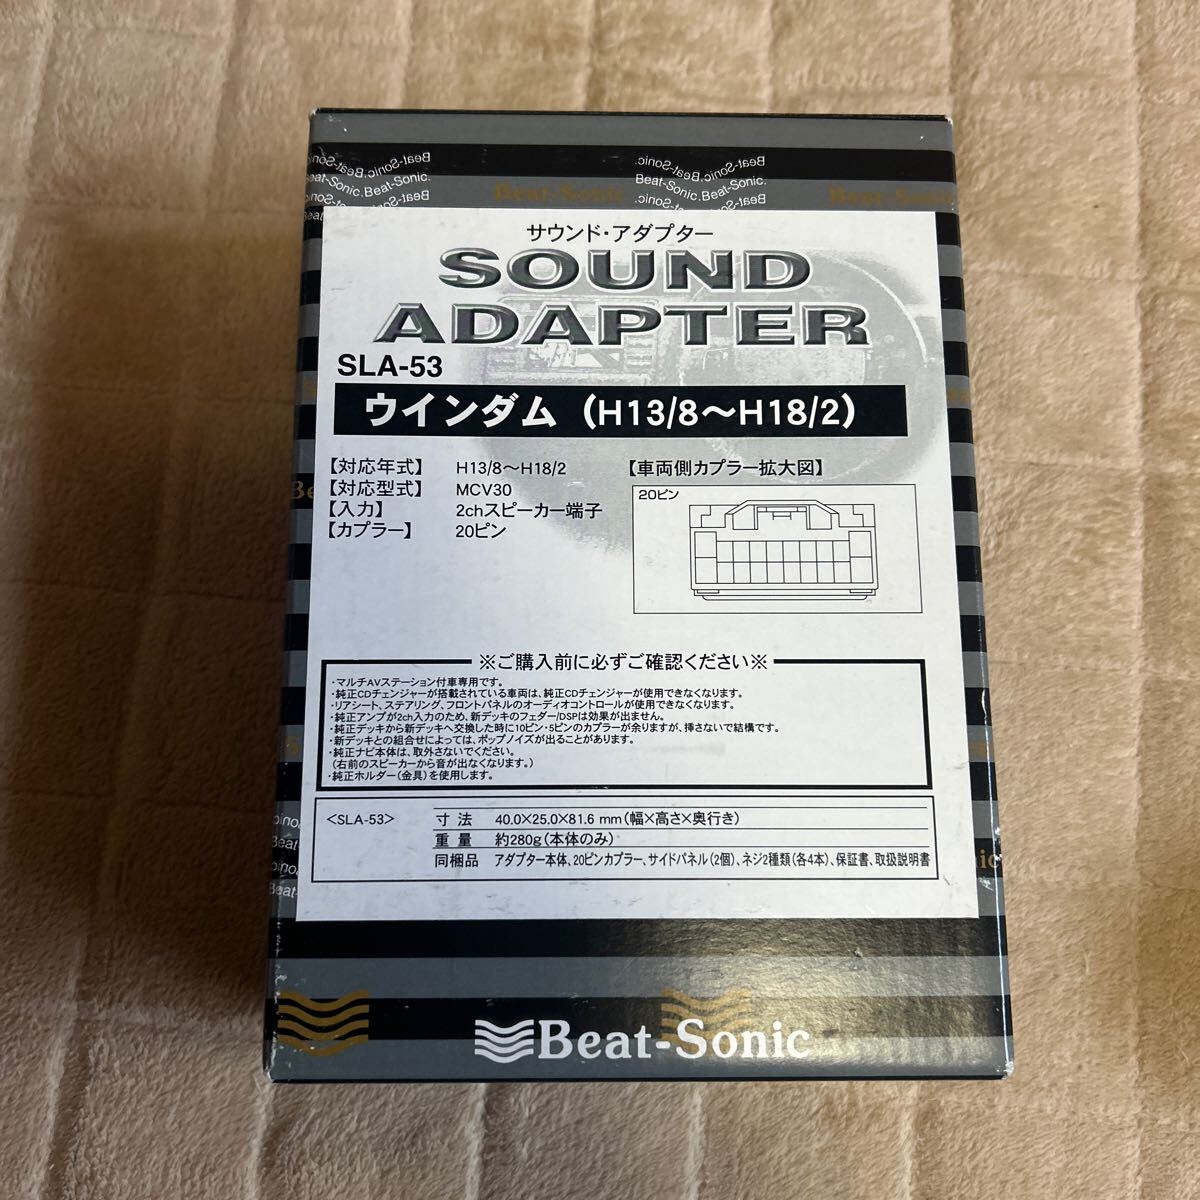 Beat-Sonic
Beat-Sonic.Beat-Sonic.
Beat-Sonic
Beat-Sonic
サウンド・アダプター
SOUND
ADAPTER
SLA-53
ウインダム（H13/8〜H18/2）
【対応年式】 H13/8〜H18/2
【対応型式】 MCV30
【入力】 2chスピーカー端子
【カプラー】 20ピン
【車両側カプラー拡大図】
20ピン
※ご購入前に必ずご確認ください※
・マルチAVステーション付車専用です。
・純正CDチェンジャーが搭載されている車両は、純正CDチェンジャーが使用できなくなります。
・リアシート、ステアリング、フロントパネルのオーディオコントロールが使用できなくなります。
・純正アンプが2ch入力のため、新デッキのフェダー/DSPは効果が出ません。
・純正デッキから新デッキへ交換した時に10ピン・5ピンのカプラーが余りますが、挿さないで結構です。
・新デッキとの組合せによっては、ポップノイズが出ることがあります。
・純正ナビ本体は、取外さないでください。
（右前のスピーカーから音が出なくなります。）
・純正ホルダー（金具）を使用します。
<SLA-53>
寸 法 40.0×25.0×81.6 mm（幅×高さ×奥行き）
重 量 約280g（本体のみ）
同梱品 アダプター本体、20ピンカプラー、サイドパネル（2個）、ネジ2種類（各4本）、保証書、取扱説明書
Beat-Sonic